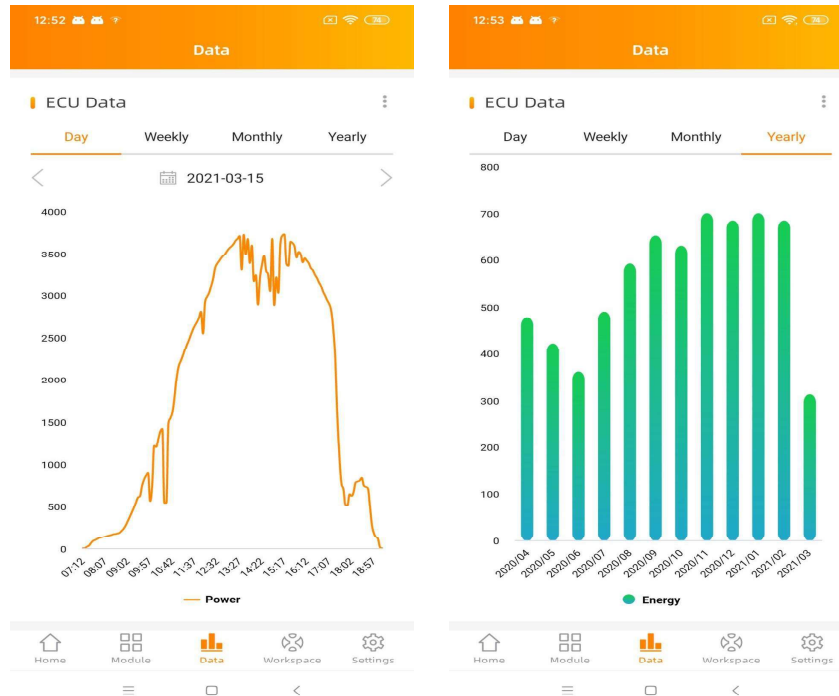 12:52
24
Data
ECU Data
Day Weekly Monthly Yearly
2021-03-15
4000
3500
3000
2500
2000
1500
1000
500
0
07:12 08:07 09:02 09:57 10:42 11:37 12:32 13:27 14:22 15:17 16:12 17:07 18:02 18:57
Power
Home Module Data Workspace Settings
12:53
24
Data
ECU Data
Day Weekly Monthly Yearly
800
700
600
500
400
300
200
100
0
2020/04 2020/05 2020/06 2020/07 2020/08 2020/09 2020/10 2020/11 2020/12 2021/01 2021/02 2021/03
Energy
Home Module Data Workspace Settings